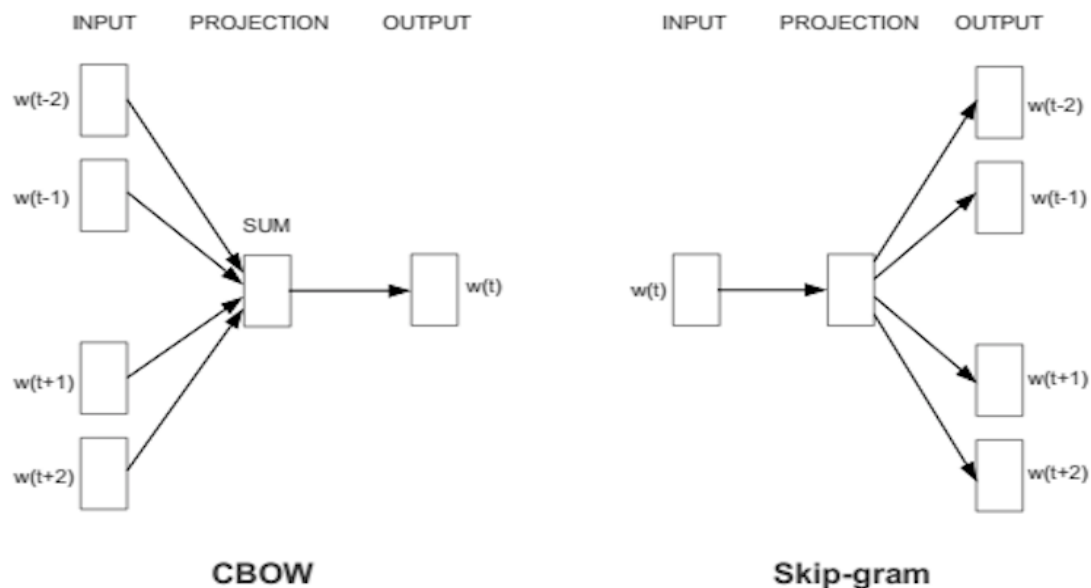 INPUT PROJECTION OUTPUT
w(t-2)
w(t-1)
SUM
w(t)
w(t+1)
w(t+2)
CBOW
INPUT PROJECTION OUTPUT
w(t-2)
w(t-1)
w(t)
w(t+1)
w(t+2)
Skip-gram